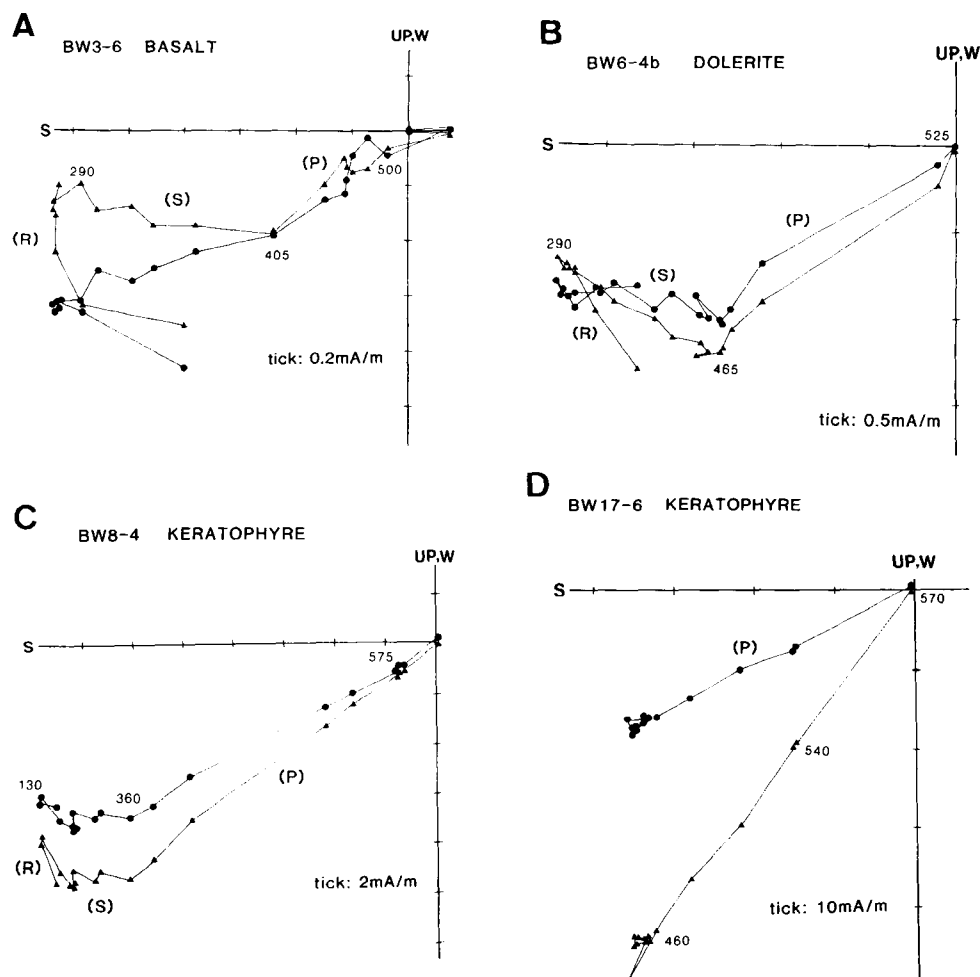 A
BW3-6 BASALT
UP,W
S
290
(S)
(P)
500
(R)
405
tick: 0.2mA/m
B
BW6-4b DOLERITE
UP,W
S
525
(P)
290
(S)
(R)
465
tick: 0.5mA/m
C
BW8-4 KERATOPHYRE
UP,W
S
575
130
360
(P)
(R)
(S)
tick: 2mA/m
D
BW17-6 KERATOPHYRE
UP,W
S
570
(P)
540
tick: 10mA/m
460